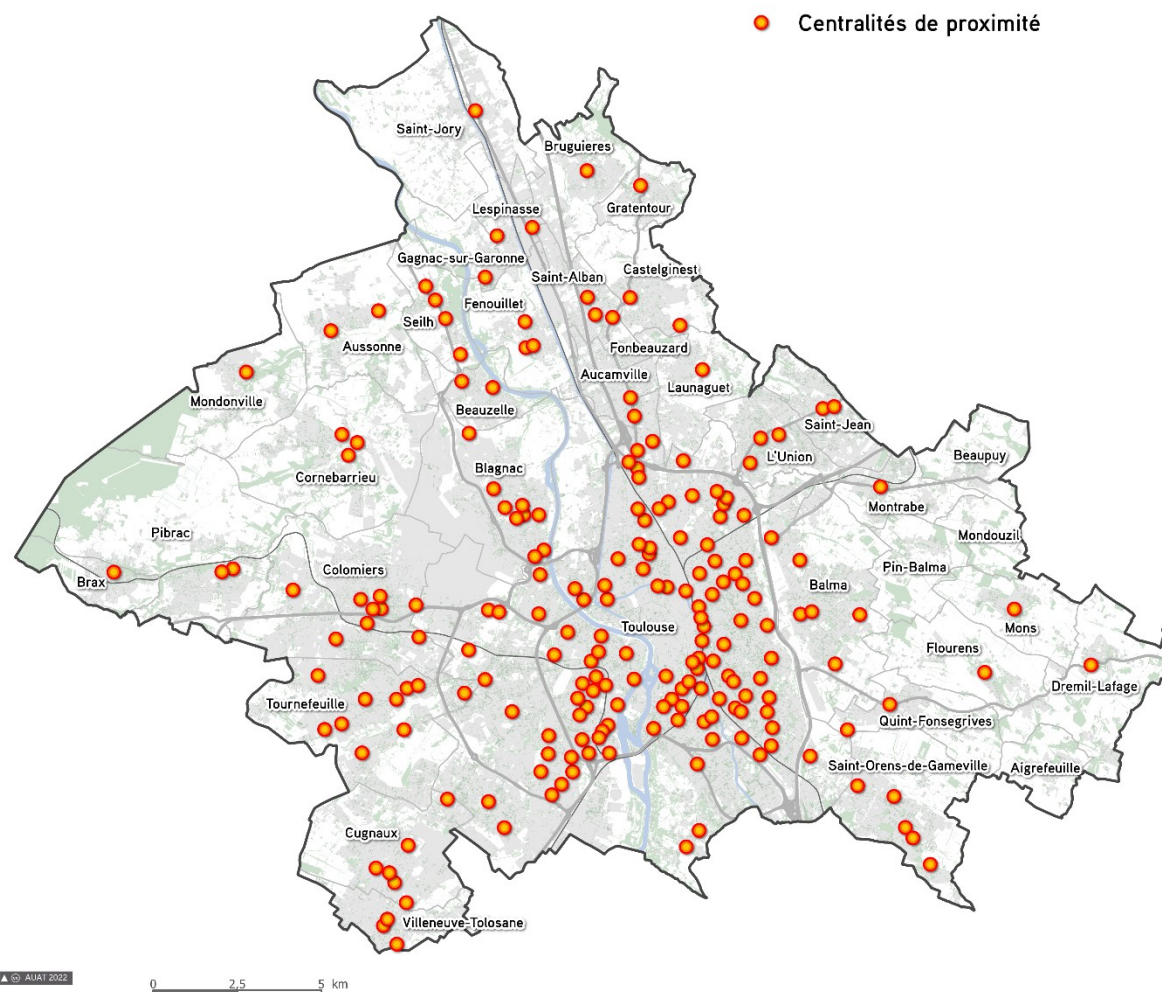 Centralités de proximité
Saint-Jory
Bruguieres
Gratentour
Lespinasse
Gagnac-sur-Garonne
Saint-Alban
Castelginest
Fenouillet
Seilh
Aussonne
Fonbeauzard
Aucamville
Launaguet
Mondonville
Beauzelle
Saint-Jean
L'Union
Beaupuy
Cornebarrieu
Blagnac
Montrabe
Pibrac
Mondouzil
Brax
Colomiers
Pin-Balma
Balma
Toulouse
Mons
Flourens
Tournefeuille
Dremil-Lafage
Quint-Fonsegrives
Saint-Orens-de-Gameville
Aigrefeuille
Cugnaux
Villeneuve-Tolosane
AUAT 2022
0 2,5 5 km